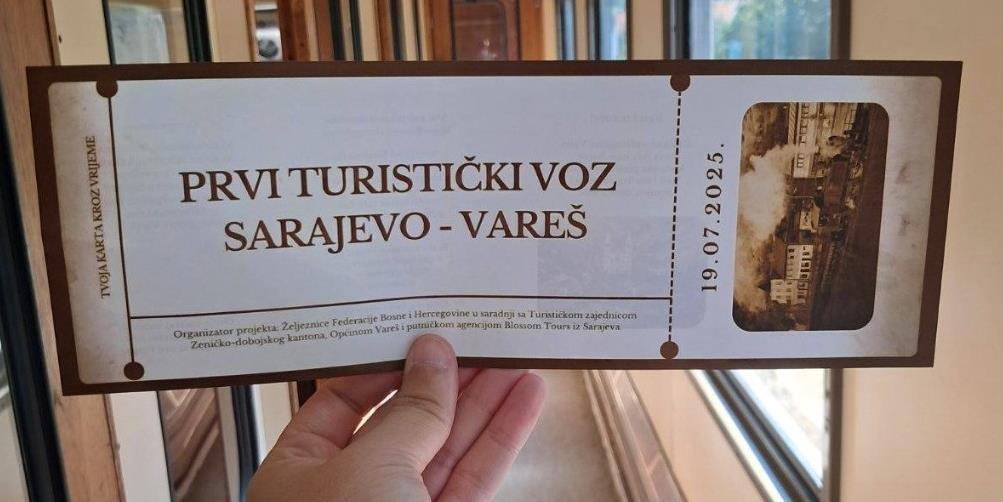 TVOJA KARTA KROZ VRIJEME
PRVI TURISTIČKI VOZ
SARAJEVO - VAREŠ
Organizator projekta: Željeznice Federacije Bosne i Hercegovine u saradnji sa Turističkom zajednicom
Zeničko-dobojskog kantona, Općinom Vareš i putničkom agencijom Blossom Tours iz Sarajeva
19.07.2025.